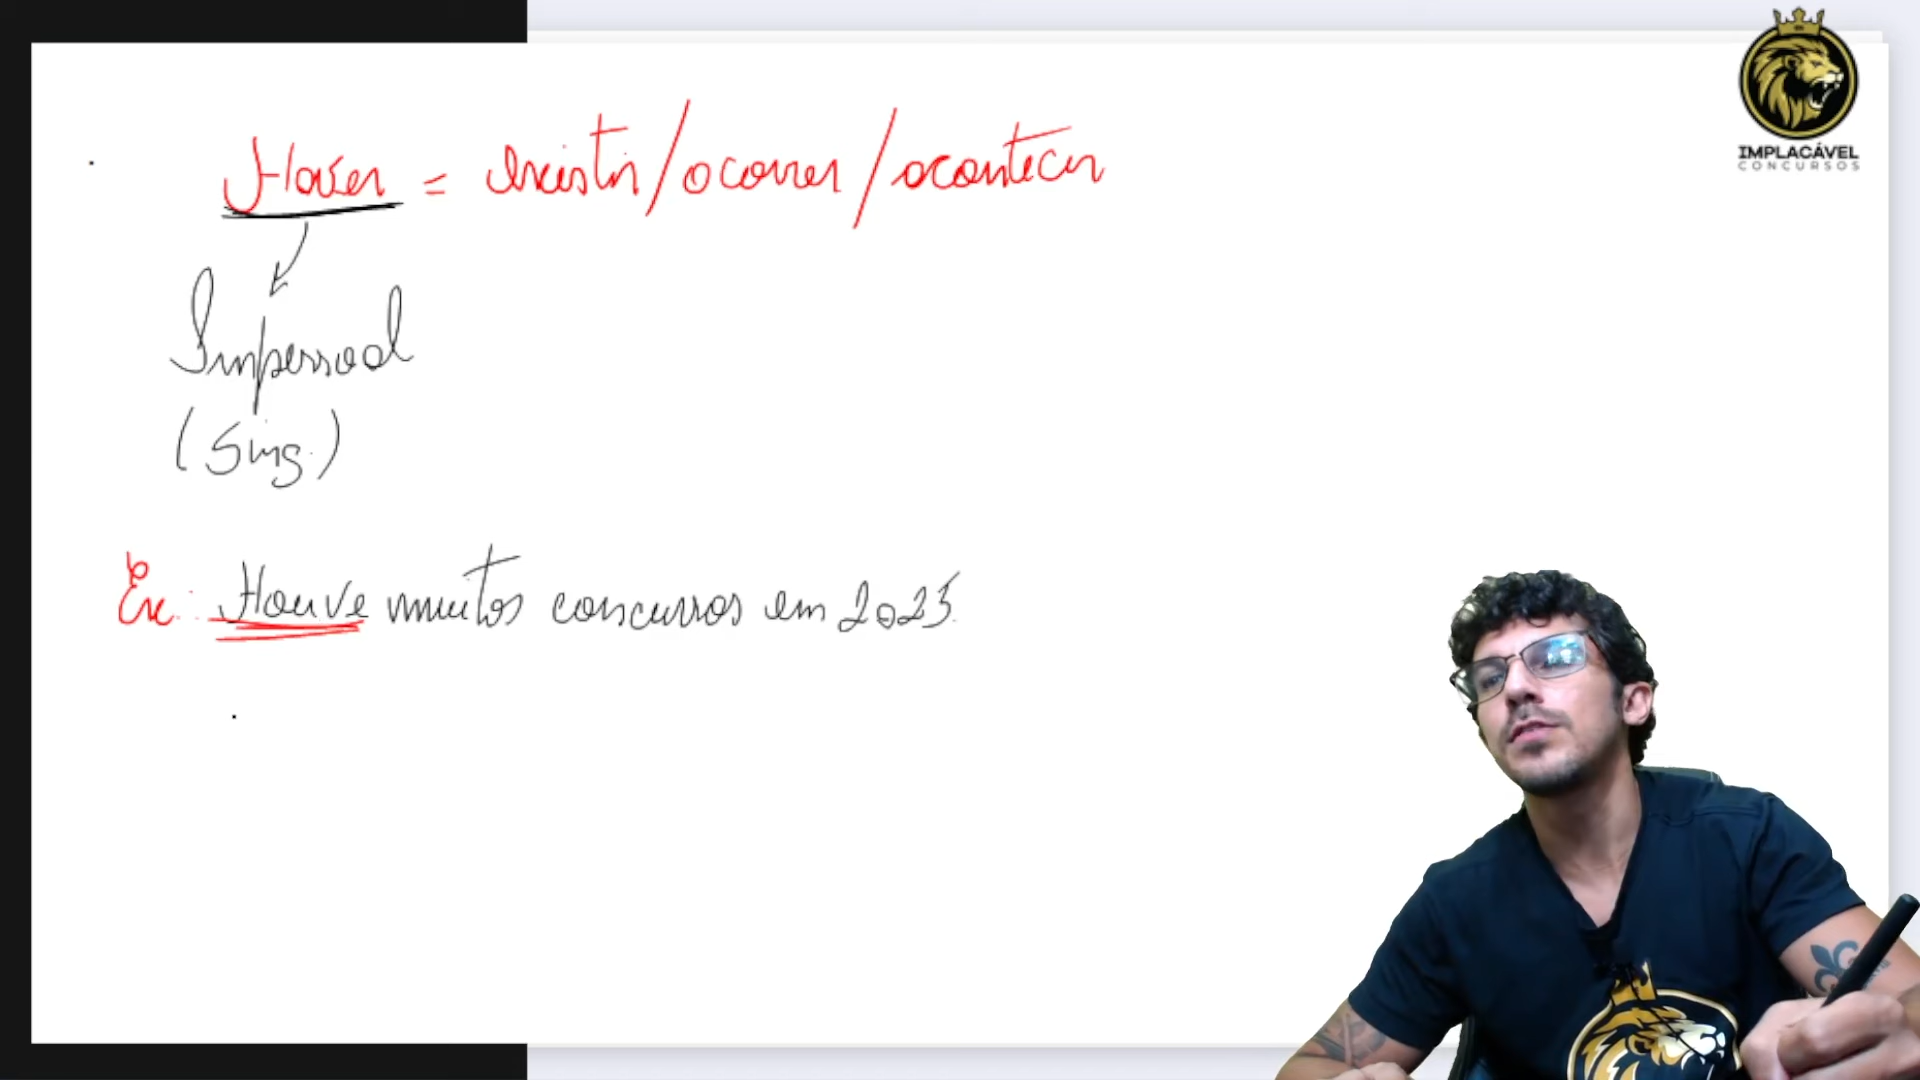 IMPLACÁVEL
CONCURSOS
Haver = existir/ocorrer/acontecer
Impessoal
(Sing.)
Ex: Houve muitos concursos em 2023.